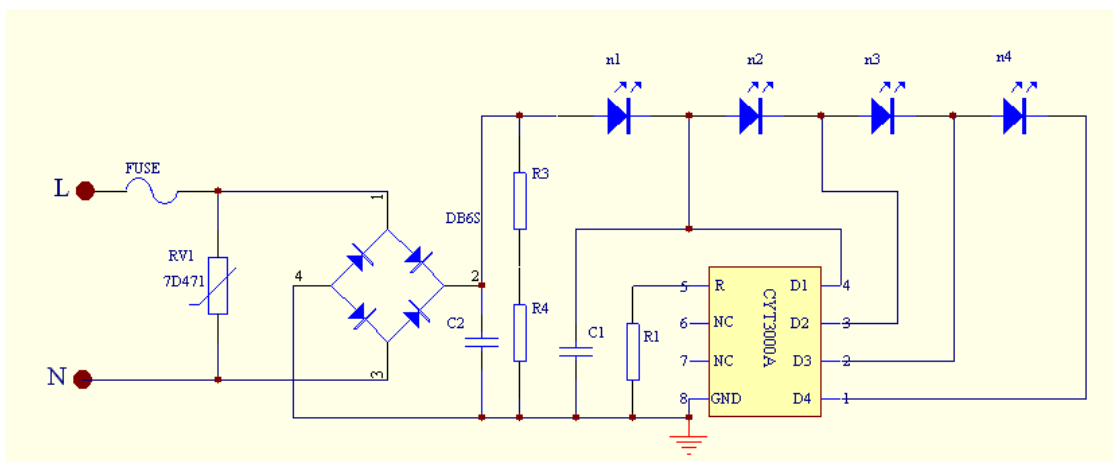 n1 n2 n3 n4
FUSE
L
1
R3
DB6S
RV1
7D471
4
2
5 R D1 4
C2
R4
C1
R1
6 NC D2 3
7 NC D3 2
8 GND D4 1
CYT3000A
N
3